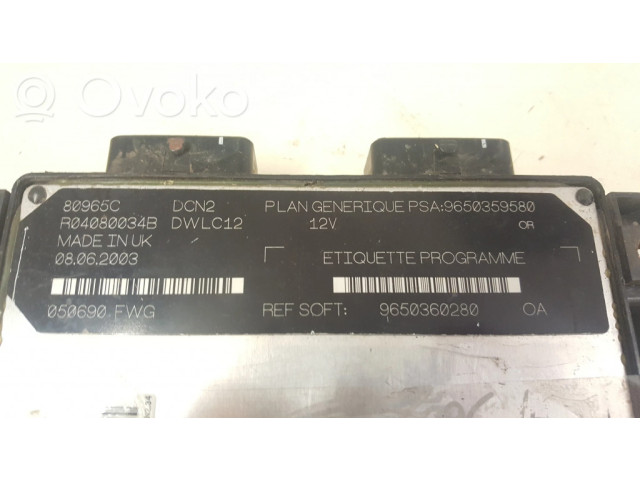 Ovoko
80965C DCN2 PLAN GENERIQUE PSA:9650359580
R04080034B DWLC12 12V OR
MADE IN UK
08.06.2003 ETIQUETTE PROGRAMME
050690 FWG REF SOFT: 9650360280 OA